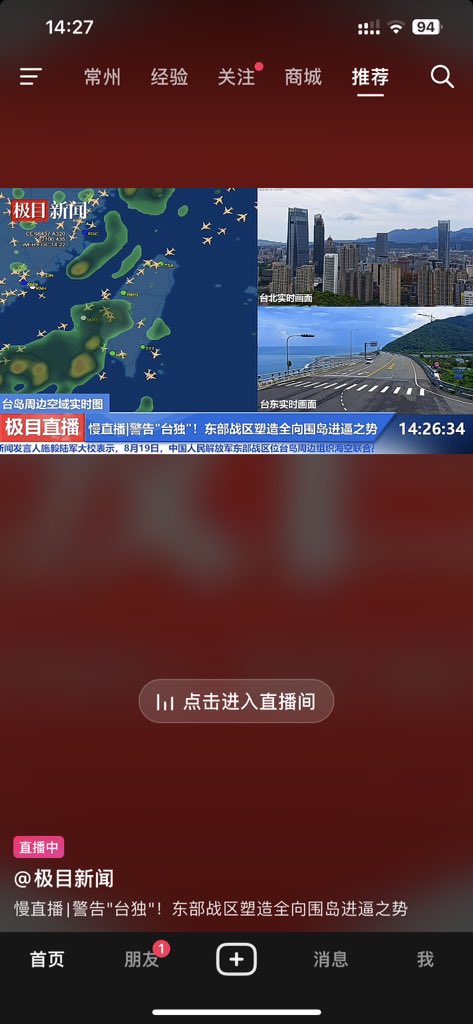 14:27
94
常州 经验 关注 商城 推荐
极目新闻
台北实时画面
台岛周边空域实时图
台东实时画面
极目直播 慢直播|警告"台独"！东部战区塑造全向围岛进逼之势 14:26:34
新闻发言人施毅陆军大校表示，8月19日，中国人民解放军东部战区位台岛周边组织海空联合
点击进入直播间
直播中
@极目新闻
慢直播|警告"台独"！东部战区塑造全向围岛进逼之势
首页 朋友 1 消息 我